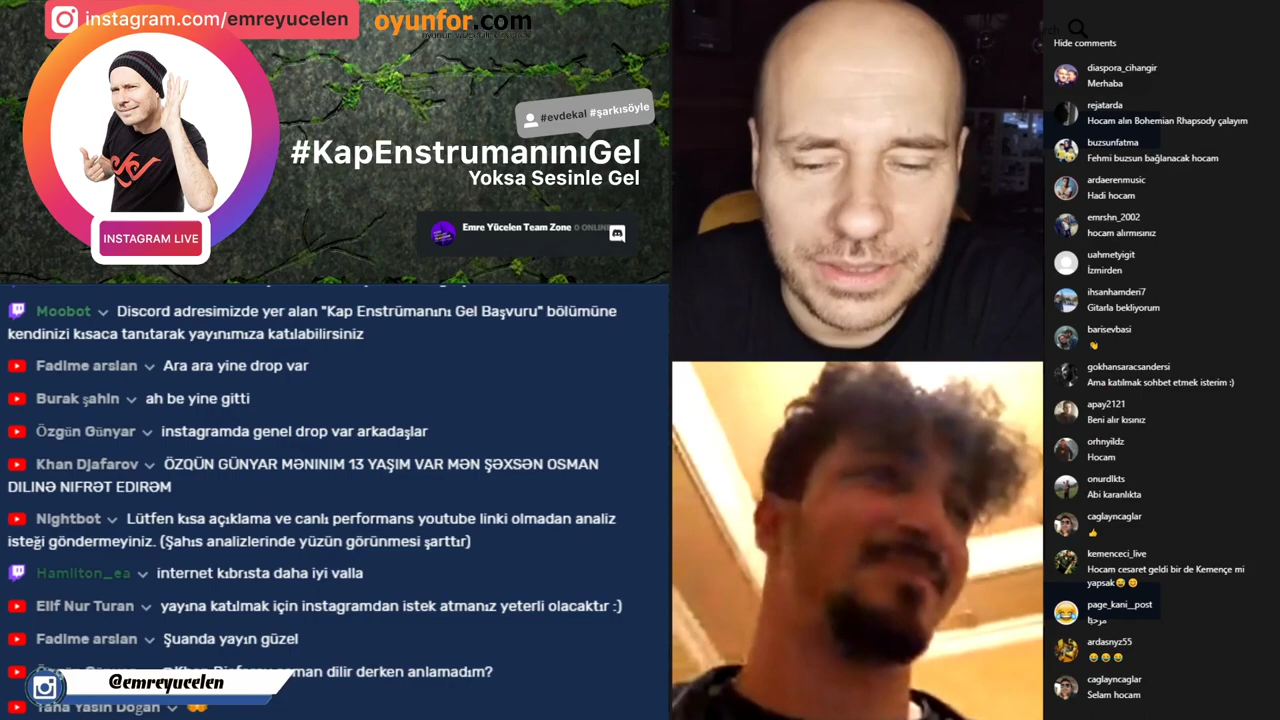 instagram.com/emreyucelen
oyunfor.com
#evdekal #şarkısöyle
#KapEnstrumanınıGel
Yoksa Sesinle Gel
INSTAGRAM LIVE
Emre Yücelen Team Zone 0 ONLINE
Moobot Discord adresimizde yer alan "Kap Enstrümanını Gel Başvuru" bölümüne
kendinizi kısaca tanıtarak yayınımıza katılabilirsiniz
Fadime arslan Ara ara yine drop var
Burak şahin ah be yine gitti
Özgün Günyar instagramda genel drop var arkadaşlar
Khan Djafarov ÖZQÜN GÜNYAR MƏNINIM 13 YAŞIM VAR MƏN ŞƏXSƏN OSMAN
DILINƏ NIFRƏT EDIRƏM
Nightbot Lütfen kısa açıklama ve canlı performans youtube linki olmadan analiz
isteği göndermeyiniz. (Şahıs analizlerinde yüzün görünmesi şarttır)
Hamilton_ea internet kıbrısta daha iyi valla
Elif Nur Turan yayına katılmak için instagramdan istek atmanız yeterli olacaktır :)
Fadime arslan Şuanda yayın güzel
dilir derken anlamadım?
@emreyucelen
Taha Yasin Doğan
Hide comments
diaspora_cihangir
Merhaba
rejatarda
Hocam alın Bohemian Rhapsody çalayım
buzsunfatma
Fehmi buzsun bağlanacak hocam
ardaerenmusic
Hadi hocam
emrshn_2002
hocam alırmısınız
uahmetyigit
İzmirden
ihsanhamderi7
Gitarla bekliyorum
barisevbasi
👏
gokhansaracsandersi
Ama katılmak sohbet etmek isterim :)
apay2121
Beni alır kısınız
orhnyildz
Hocam
onurdlkts
Abi karanlıkta
caglayncaglar
👍
kemenceci_live
Hocam cesaret geldi bir de Kemençe mi
yapsak😅😊
page_kani__post
مرحبًا
ardasnyz55
😂😂😂
caglayncaglar
Selam hocam